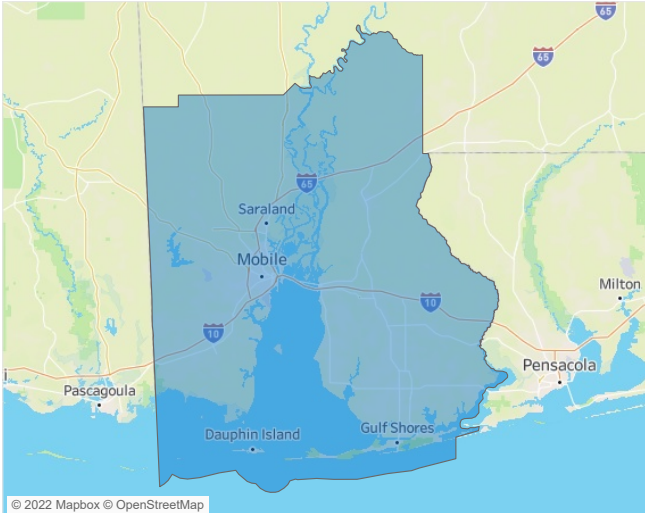 65
65
65
Saraland
Mobile
10
Milton
10
Pensacola
i
Pascagoula
Gulf Shores
Dauphin Island
© 2022 Mapbox © OpenStreetMap